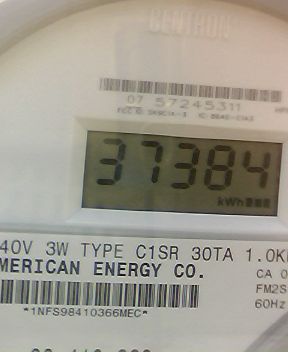 CENTRON
07 57245311
37384
kWh
40V 3W TYPE C1SR 30TA 1.0K
MERICAN ENERGY CO.
CA 0
FM2S
60Hz
*1NFS98410366MEC*